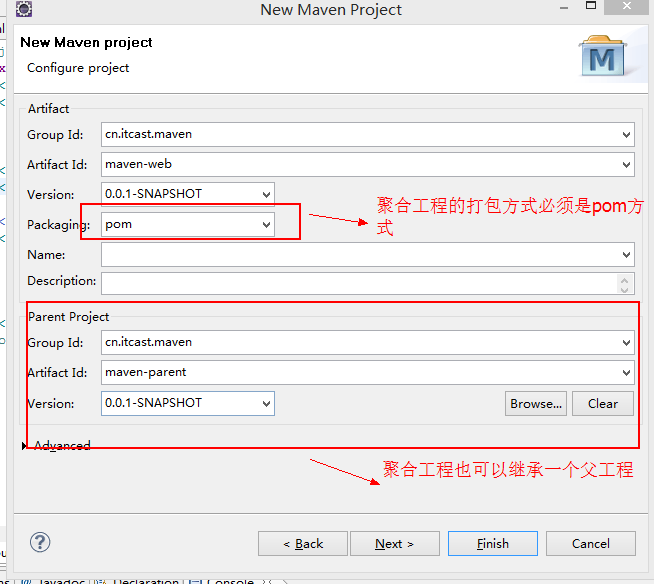 New Maven Project
New Maven project
Configure project
M
Artifact
Group Id: cn.itcast.maven
Artifact Id: maven-web
Version: 0.0.1-SNAPSHOT
Packaging: pom
聚合工程的打包方式必须是pom方
式
Name:
Description:
Parent Project
Group Id: cn.itcast.maven
Artifact Id: maven-parent
Version: 0.0.1-SNAPSHOT Browse... Clear
Advanced
聚合工程也可以继承一个父工程
? < Back Next > Finish Cancel
@ Javadoc Declaration Console